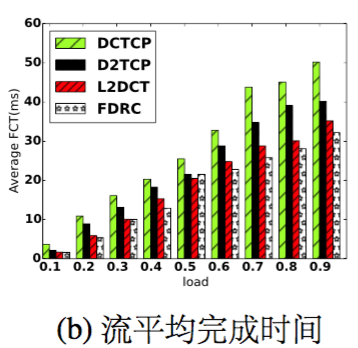 60
50
40
30
20
10
0
Average FCT(ms)
DCTCP
D2TCP
L2DCT
FDRC
0.1 0.2 0.3 0.4 0.5 0.6 0.7 0.8 0.9
load
(b) 流平均完成时间